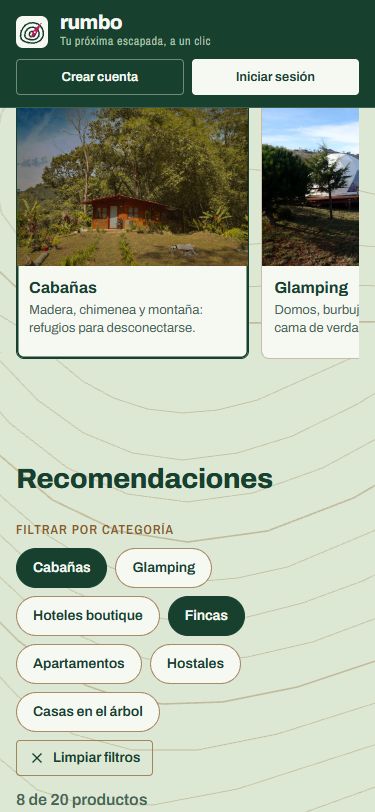 rumbo
Tu próxima escapada, a un clic
Crear cuenta
Iniciar sesión
Cabañas
Madera, chimenea y montaña:
refugios para desconectarse.
Glamping
Domos, burbuj
cama de verda
Recomendaciones
FILTRAR POR CATEGORÍA
Cabañas
Glamping
Hoteles boutique
Fincas
Apartamentos
Hostales
Casas en el árbol
Limpiar filtros
8 de 20 productos